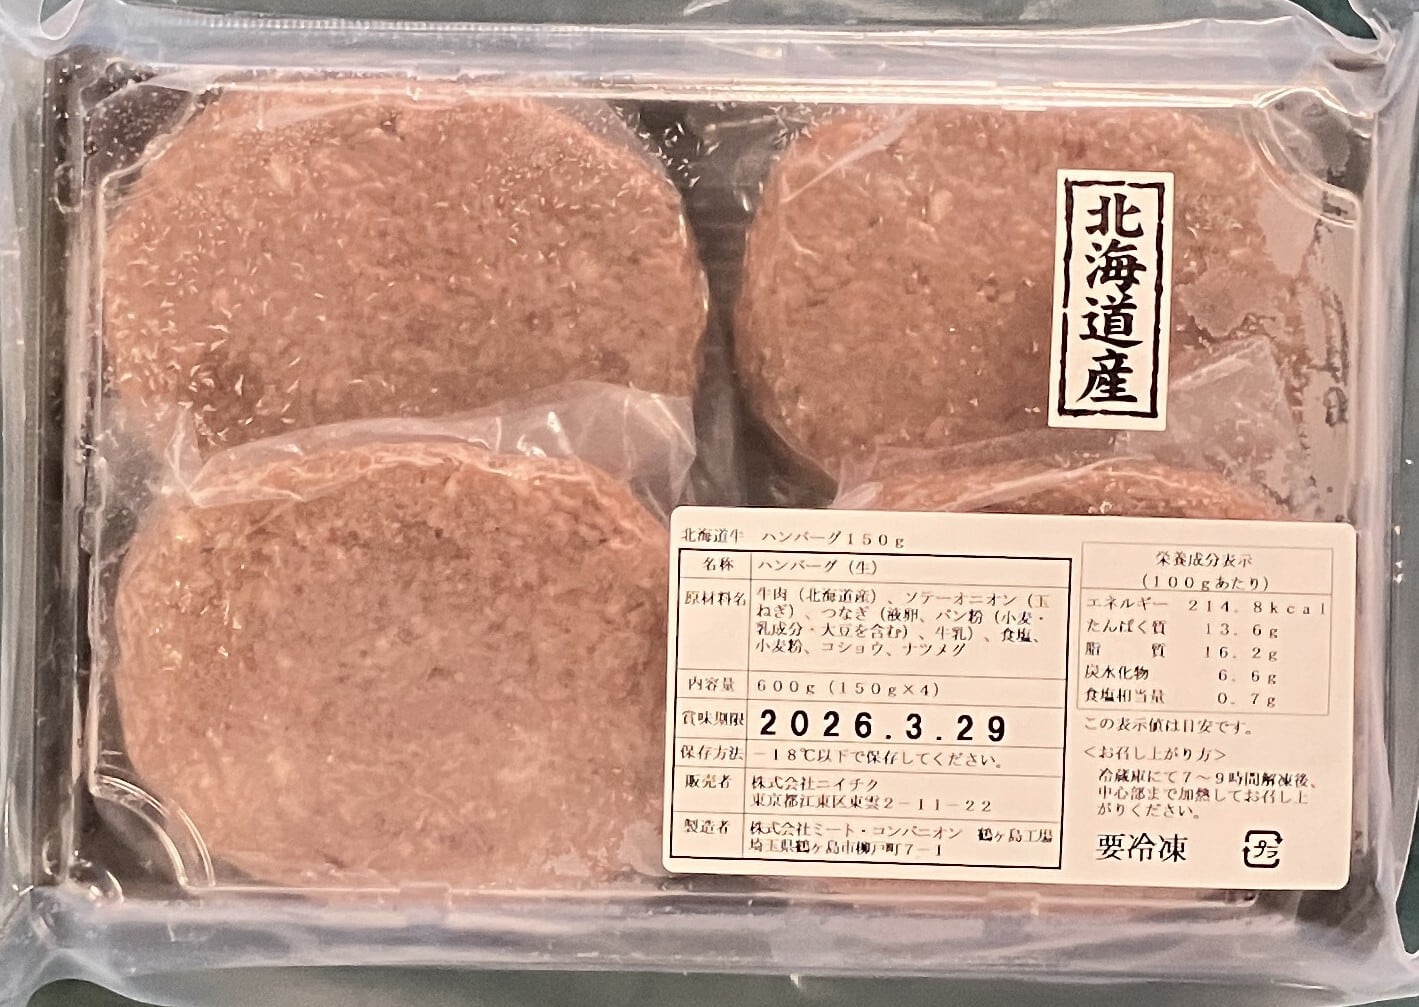 北海道産
北海道牛 ハンバーグ150g
名称 ハンバーグ(生)
原材料名 牛肉(北海道産)、ソテーオニオン(玉
ねぎ)、つなぎ(液卵、パン粉(小麦・
乳成分・大豆を含む)、牛乳)、食塩、
小麦粉、コショウ、ナツメグ
内容量 600g(150g×4)
賞味期限 2026.3.29
保存方法 −18℃以下で保存してください。
販売者 株式会社ニイチク
東京都江東区東雲2−11−22
製造者 株式会社ミート・コンパニオン 鶴ヶ島工場
埼玉県鶴ヶ島市柳戸町7−1
栄養成分表示
(100gあたり)
エネルギー 214.8kcal
たんぱく質 13.6g
脂質 16.2g
炭水化物 6.6g
食塩相当量 0.7g
この表示値は目安です。
<お召し上がり方>
冷蔵庫にて7〜9時間解凍後、
中心部まで加熱してお召し上
がりください。
要冷凍 プラ